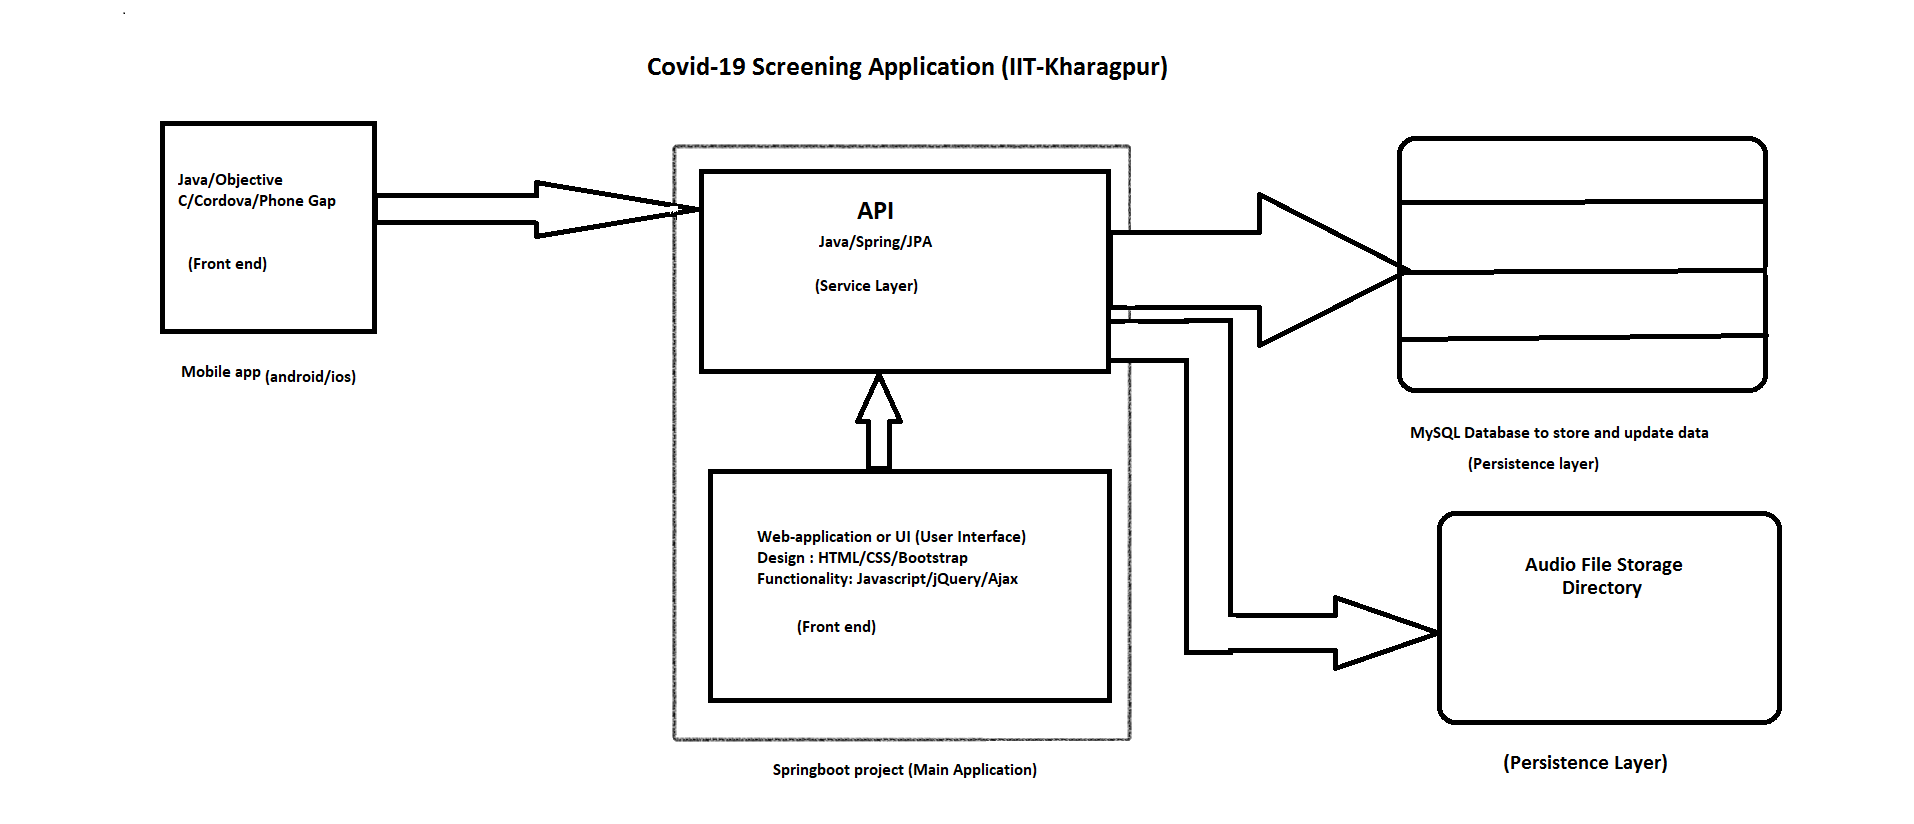 Covid-19 Screening Application (IIT-Kharagpur)
Java/Objective
C/Cordova/Phone Gap
(Front end)
Mobile app (android/ios)
API
Java/Spring/JPA
(Service Layer)
Web-application or UI (User Interface)
Design : HTML/CSS/Bootstrap
Functionality: Javascript/jQuery/Ajax
(Front end)
Springboot project (Main Application)
MySQL Database to store and update data
(Persistence layer)
Audio File Storage
Directory
(Persistence Layer)